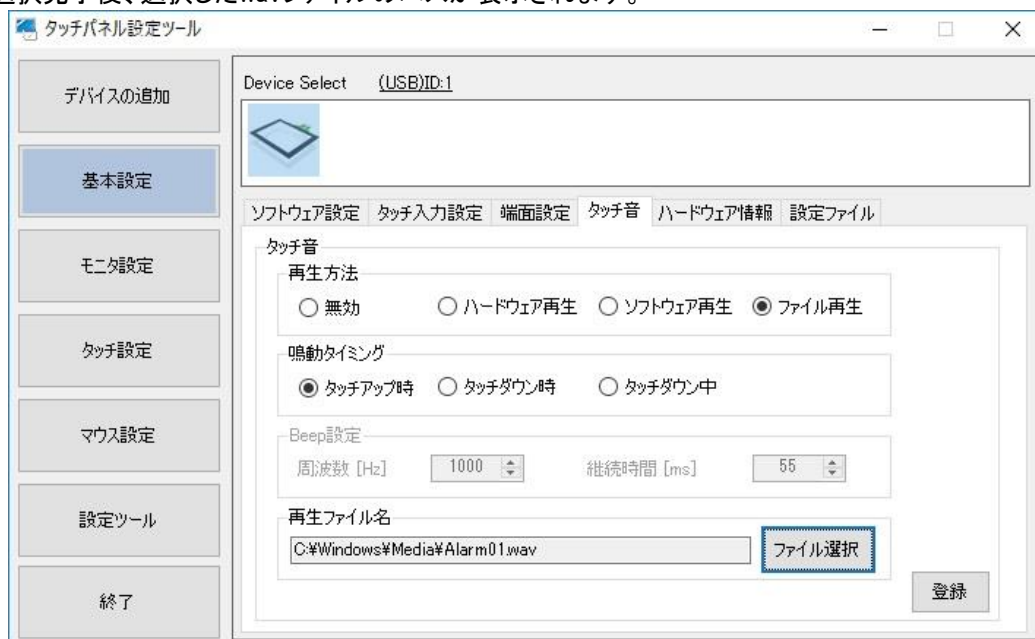 選択完了後、選択したwavファイルのパスが表示されます。
タッチパネル設定ツール
デバイスの追加
基本設定
モニタ設定
タッチ設定
マウス設定
設定ツール
終了
Device Select (USB)ID:1
ソフトウェア設定 タッチ入力設定 端面設定 タッチ音 ハードウェア情報 設定ファイル
タッチ音
再生方法
無効 ハードウェア再生 ソフトウェア再生 ファイル再生
鳴動タイミング
タッチアップ時 タッチダウン時 タッチダウン中
Beep設定
周波数 [Hz] 1000 継続時間 [ms] 55
再生ファイル名
C:¥Windows¥Media¥Alarm01.wav ファイル選択
登録